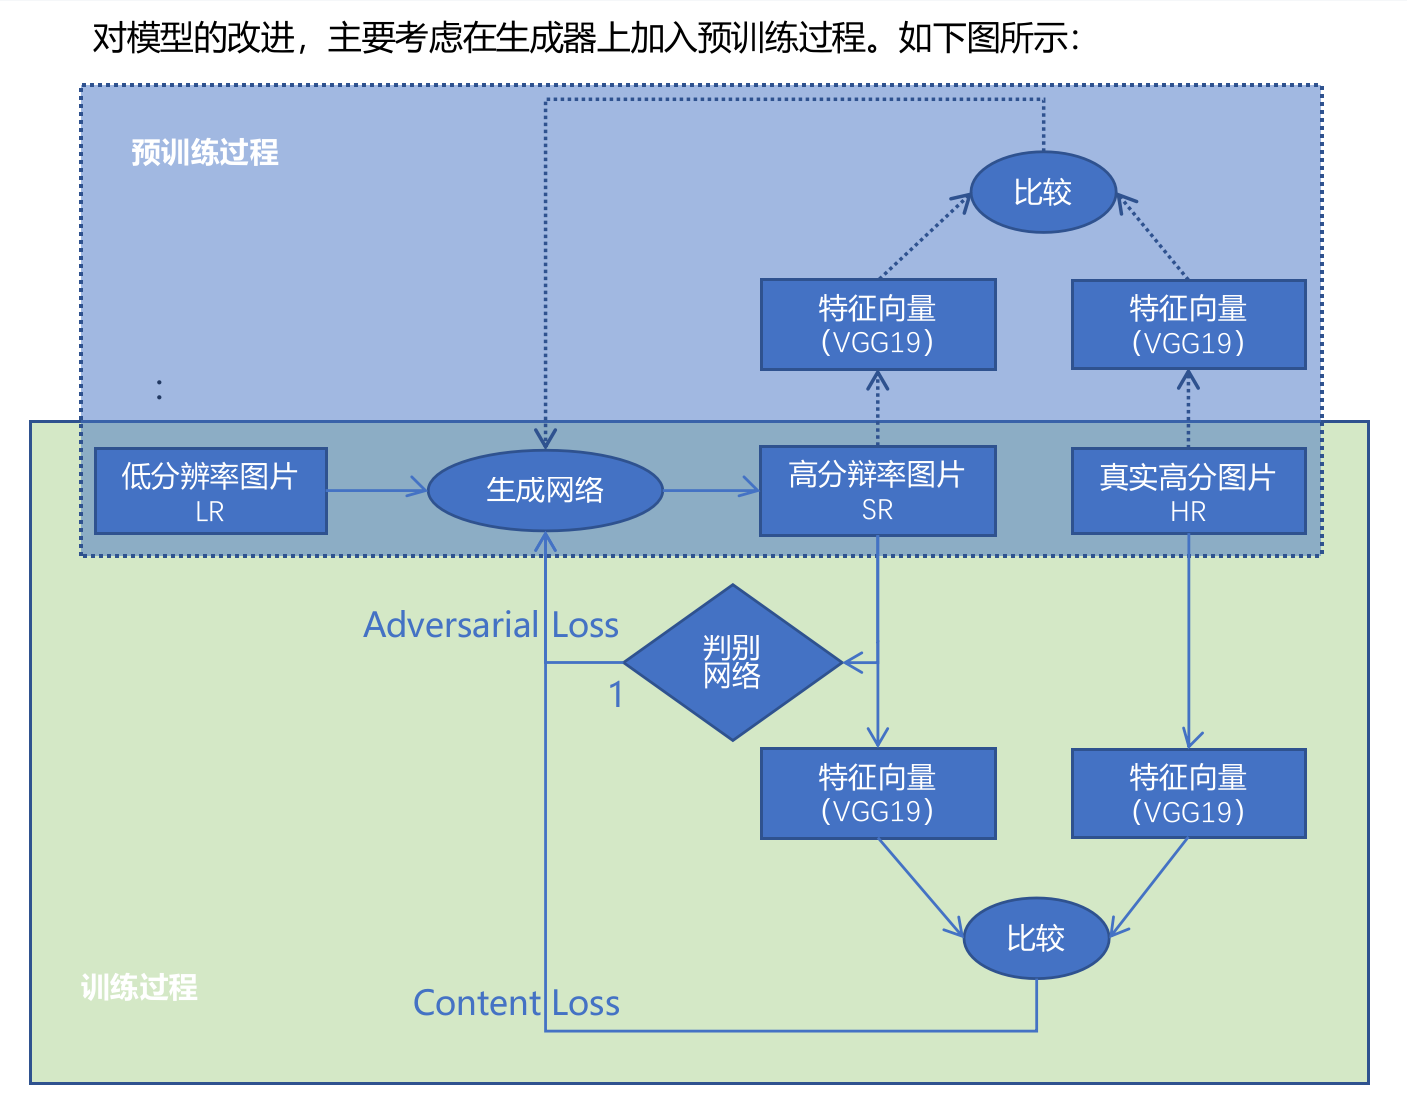 对模型的改进，主要考虑在生成器上加入预训练过程。如下图所示：
预训练过程
比较
特征向量
（VGG19）
特征向量
（VGG19）
：
低分辨率图片
LR
生成网络
高分辩率图片
SR
真实高分图片
HR
Adversarial Loss
判别
网络
1
特征向量
（VGG19）
特征向量
（VGG19）
比较
训练过程
Content Loss